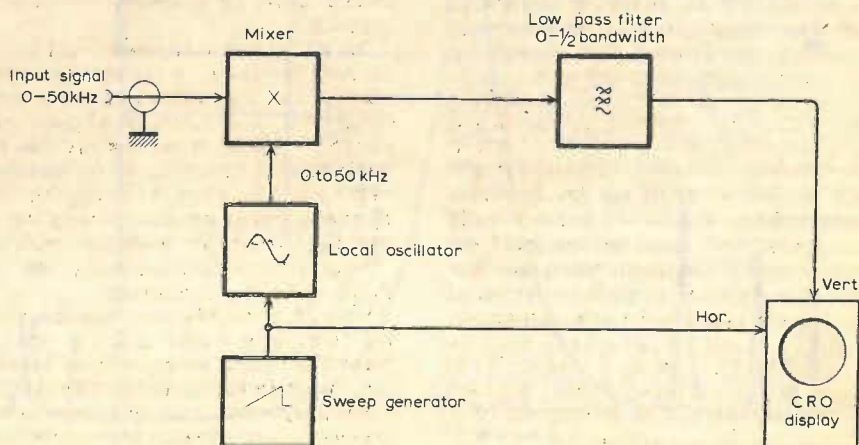 Mixer
Low pass filter
0-½ bandwidth
Input signal
0-50kHz
X
0 to 50 kHz
Local oscillator
Vert
Hor.
Sweep generator
CRO
display